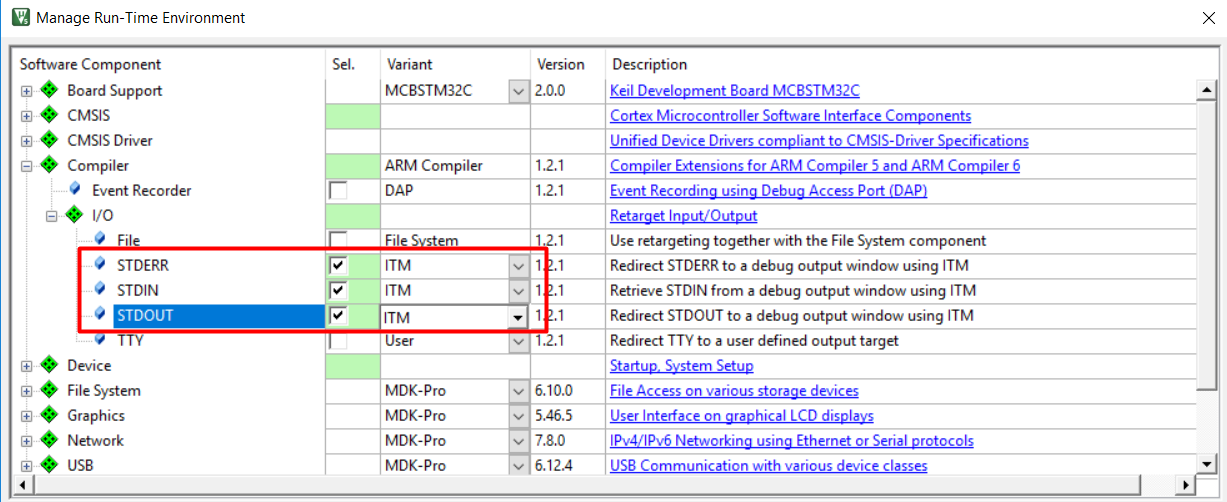 Manage Run-Time Environment
Software Component Sel. Variant Version Description
Board Support MCBSTM32C 2.0.0 Keil Development Board MCBSTM32C
CMSIS Cortex Microcontroller Software Interface Components
CMSIS Driver Unified Device Drivers compliant to CMSIS-Driver Specifications
Compiler ARM Compiler 1.2.1 Compiler Extensions for ARM Compiler 5 and ARM Compiler 6
Event Recorder DAP 1.2.1 Event Recording using Debug Access Port (DAP)
I/O Retarget Input/Output
File File System 1.2.1 Use retargeting together with the File System component
STDERR ITM 1.2.1 Redirect STDERR to a debug output window using ITM
STDIN ITM 1.2.1 Retrieve STDIN from a debug output window using ITM
STDOUT ITM 1.2.1 Redirect STDOUT to a debug output window using ITM
TTY User 1.2.1 Redirect TTY to a user defined output target
Device Startup, System Setup
File System MDK-Pro 6.10.0 File Access on various storage devices
Graphics MDK-Pro 5.46.5 User Interface on graphical LCD displays
Network MDK-Pro 7.8.0 IPv4/IPv6 Networking using Ethernet or Serial protocols
USB MDK-Pro 6.12.4 USB Communication with various device classes